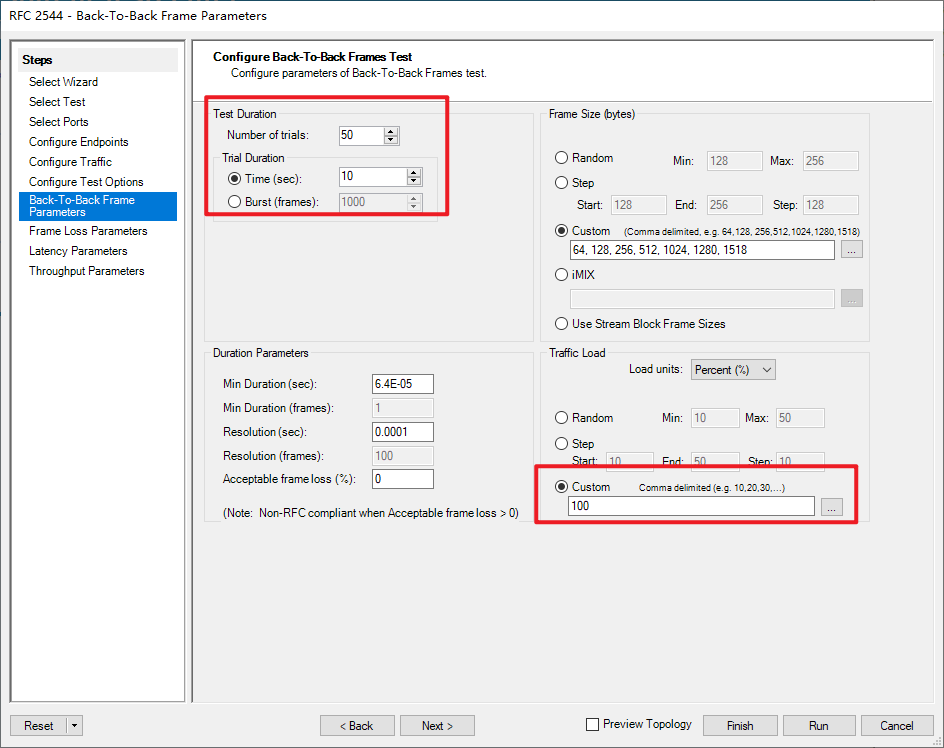 RFC 2544 - Back-To-Back Frame Parameters
Steps
Select Wizard
Select Test
Select Ports
Configure Endpoints
Configure Traffic
Configure Test Options
Back-To-Back Frame
Parameters
Frame Loss Parameters
Latency Parameters
Throughput Parameters
Configure Back-To-Back Frames Test
Configure parameters of Back-To-Back Frames test.
Test Duration
Number of trials: 50
Trial Duration
Time (sec): 10
Burst (frames): 1000
Frame Size (bytes)
Random Min: 128 Max: 256
Step
Start: 128 End: 256 Step: 128
Custom (Comma delimited, e.g. 64,128, 256,512,1024,1280,1518)
64, 128, 256, 512, 1024, 1280, 1518 ...
iMIX
...
Use Stream Block Frame Sizes
Duration Parameters
Min Duration (sec): 6.4E-05
Min Duration (frames): 1
Resolution (sec): 0.0001
Resolution (frames): 100
Acceptable frame loss (%): 0
(Note: Non-RFC compliant when Acceptable frame loss > 0)
Traffic Load
Load units: Percent (%)
Random Min: 10 Max: 50
Step
Start: 10 End: 50 Step: 10
Custom Comma delimited (e.g. 10,20,30,...)
100 ...
Reset < Back Next > Preview Topology Finish Run Cancel